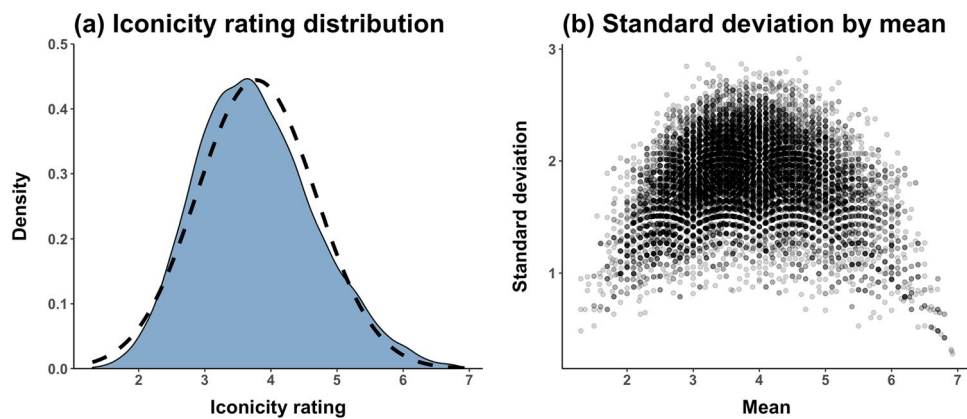 (a) Iconicity rating distribution
0.5
0.4
0.3
0.2
0.1
0.0
Density
2 3 4 5 6 7
Iconicity rating
(b) Standard deviation by mean
3
2
1
Standard deviation
2 3 4 5 6 7
Mean